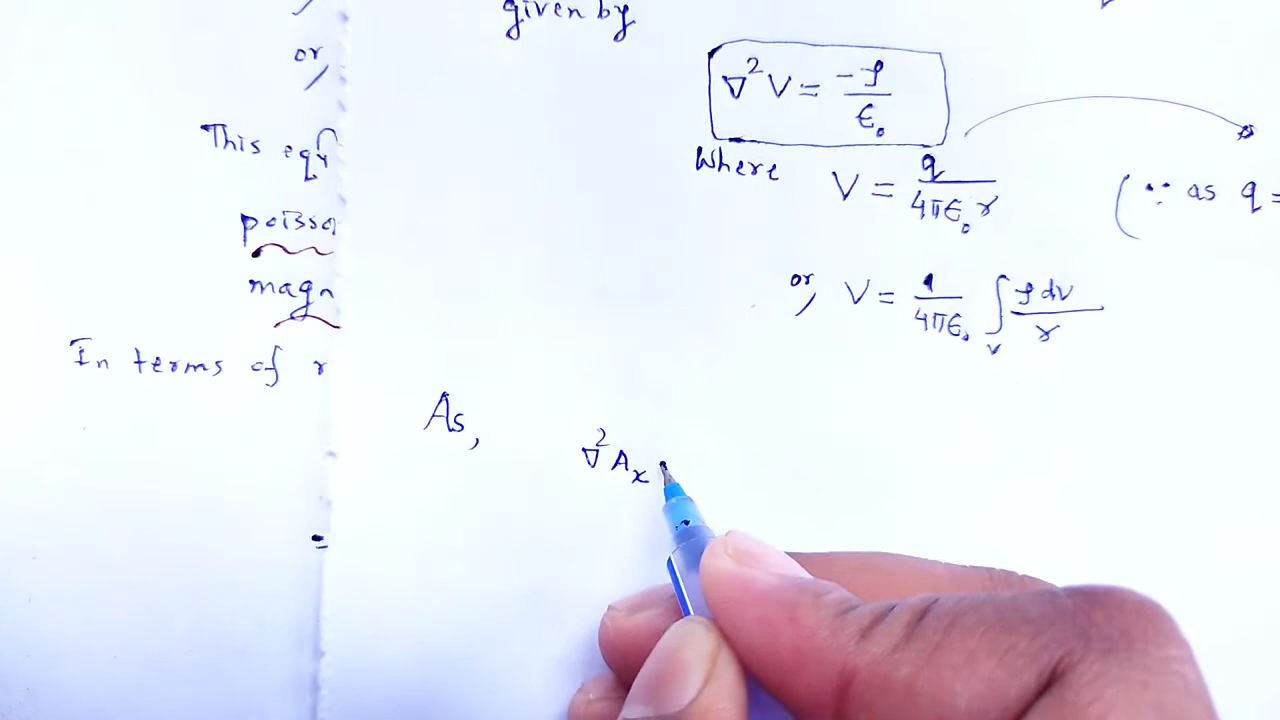 or,
This eqn
poisso
magn
In terms of r
given by
∇²V = -ρ/ε₀
Where V = q/4πε₀r
(∵ as q =
or, V = 1/4πε₀ ∫ᵥ ρdv/r
As, ∇²Aₓ